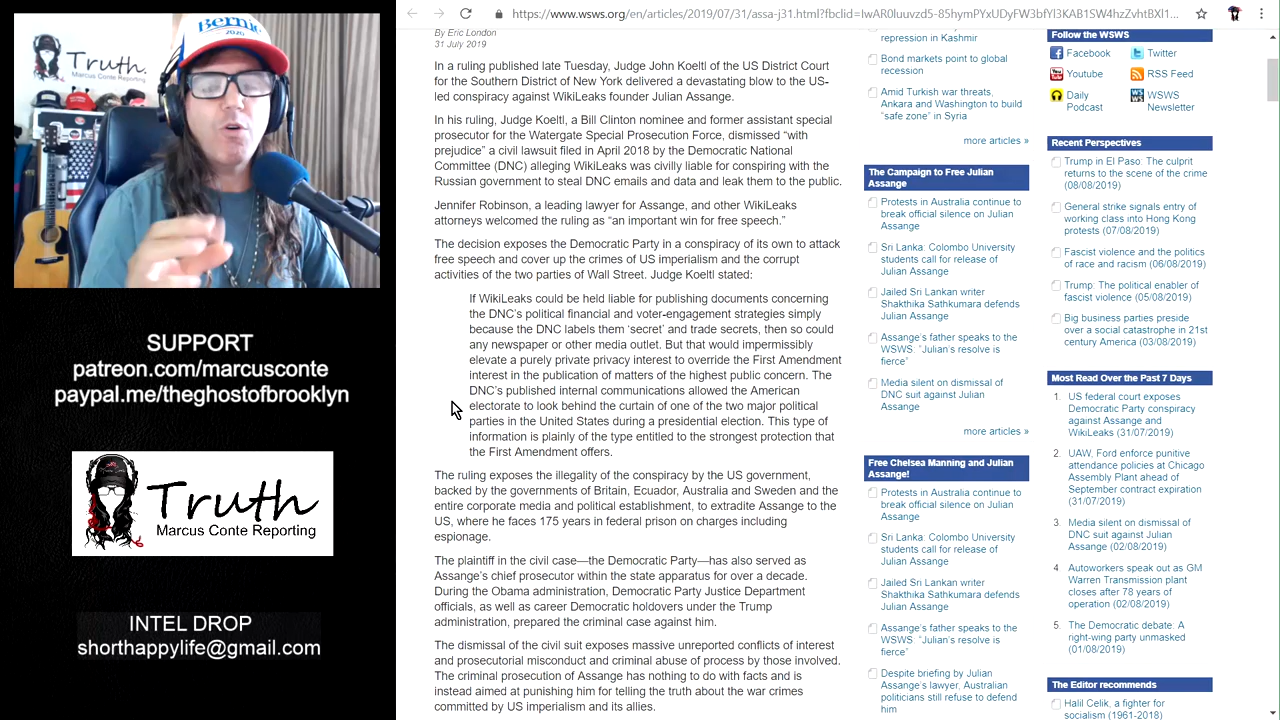 Bernie
2020
Truth.
Marcus Conte Reporting
SUPPORT
patreon.com/marcusconte
paypal.me/theghostofbrooklyn
Truth
Marcus Conte Reporting
INTEL DROP
shorthappylife@gmail.com
https://www.wsws.org/en/articles/2019/07/31/assa-j31.html?fbclid=
By Eric London
31 July 2019
In a ruling published late Tuesday, Judge John Koeltl of the US District Court
for the Southern District of New York delivered a devastating blow to the US-
led conspiracy against WikiLeaks founder Julian Assange.
In his ruling, Judge Koeltl, a Bill Clinton nominee and former assistant special
prosecutor for the Watergate Special Prosecution Force, dismissed “with
prejudice” a civil lawsuit filed in April 2018 by the Democratic National
Committee (DNC) alleging WikiLeaks was civilly liable for conspiring with the
Russian government to steal DNC emails and data and leak them to the public.
Jennifer Robinson, a leading lawyer for Assange, and other WikiLeaks
attorneys welcomed the ruling as “an important win for free speech.”
The decision exposes the Democratic Party in a conspiracy of its own to attack
free speech and cover up the crimes of US imperialism and the corrupt
activities of the two parties of Wall Street. Judge Koeltl stated:
If WikiLeaks could be held liable for publishing documents concerning
the DNC’s political financial and voter-engagement strategies simply
because the DNC labels them ‘secret’ and trade secrets, then so could
any newspaper or other media outlet. But that would impermissibly
elevate a purely private privacy interest to override the First Amendment
interest in the publication of matters of the highest public concern. The
DNC’s published internal communications allowed the American
electorate to look behind the curtain of one of the two major political
parties in the United States during a presidential election. This type of
information is plainly of the type entitled to the strongest protection that
the First Amendment offers.
The ruling exposes the illegality of the conspiracy by the US government,
backed by the governments of Britain, Ecuador, Australia and Sweden and the
entire corporate media and political establishment, to extradite Assange to the
US, where he faces 175 years in federal prison on charges including
espionage.
The plaintiff in the civil case—the Democratic Party—has also served as
Assange’s chief prosecutor within the state apparatus for over a decade.
During the Obama administration, Democratic Party Justice Department
officials, as well as career Democratic holdovers under the Trump
administration, prepared the criminal case against him.
The dismissal of the civil suit exposes massive unreported conflicts of interest
and prosecutorial misconduct and criminal abuse of process by those involved.
The criminal prosecution of Assange has nothing to do with facts and is
instead aimed at punishing him for telling the truth about the war crimes
committed by US imperialism and its allies.
repression in Kashmir
Bond markets point to global
recession
Amid Turkish war threats,
Ankara and Washington to build
“safe zone” in Syria
more articles »
The Campaign to Free Julian
Assange
Protests in Australia continue to
break official silence on Julian
Assange
Sri Lanka: Colombo University
students call for release of
Julian Assange
Jailed Sri Lankan writer
Shakthika Sathkumara defends
Julian Assange
Assange’s father speaks to the
WSWS: “Julian’s resolve is
fierce”
Media silent on dismissal of
DNC suit against Julian
Assange
more articles »
Free Chelsea Manning and Julian
Assange!
Protests in Australia continue to
break official silence on Julian
Assange
Sri Lanka: Colombo University
students call for release of
Julian Assange
Jailed Sri Lankan writer
Shakthika Sathkumara defends
Julian Assange
Assange’s father speaks to the
WSWS: “Julian’s resolve is
fierce”
Despite briefing by Julian
Assange’s lawyer, Australian
politicians still refuse to defend
him
Follow the WSWS
Facebook
Twitter
Youtube
RSS Feed
Daily
Podcast
WSWS
Newsletter
Recent Perspectives
Trump in El Paso: The culprit
returns to the scene of the crime
(08/08/2019)
General strike signals entry of
working class into Hong Kong
protests (07/08/2019)
Fascist violence and the politics
of race and racism (06/08/2019)
Trump: The political enabler of
fascist violence (05/08/2019)
Big business parties preside
over a social catastrophe in 21st
century America (03/08/2019)
Most Read Over the Past 7 Days
1. US federal court exposes
Democratic Party conspiracy
against Assange and
WikiLeaks (31/07/2019)
2. UAW, Ford enforce punitive
attendance policies at Chicago
Assembly Plant ahead of
September contract expiration
(31/07/2019)
3. Media silent on dismissal of
DNC suit against Julian
Assange (02/08/2019)
4. Autoworkers speak out as GM
Warren Transmission plant
closes after 78 years of
operation (02/08/2019)
5. The Democratic debate: A
right-wing party unmasked
(01/08/2019)
The Editor recommends
Halil Celik, a fighter for
socialism (1961-2018)